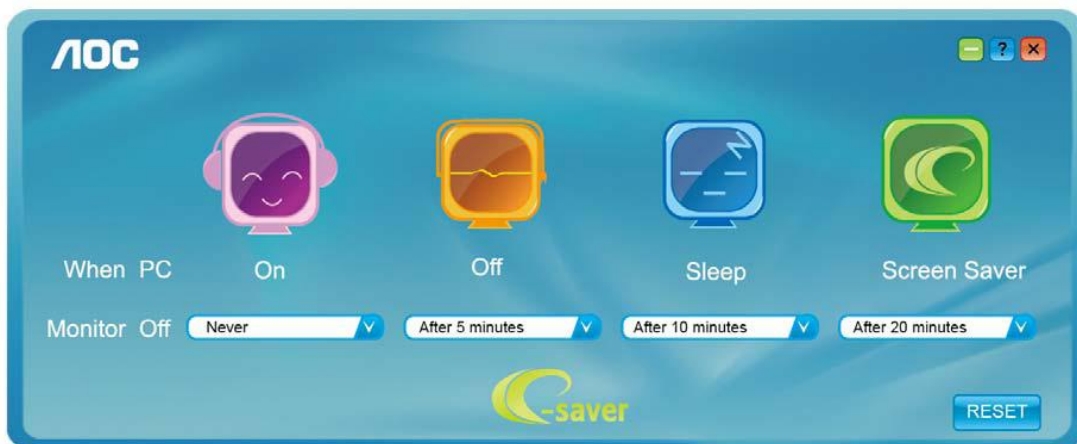 AOC
?
When PC On Off Sleep Screen Saver
Monitor Off Never After 5 minutes After 10 minutes After 20 minutes
e-saver
RESET